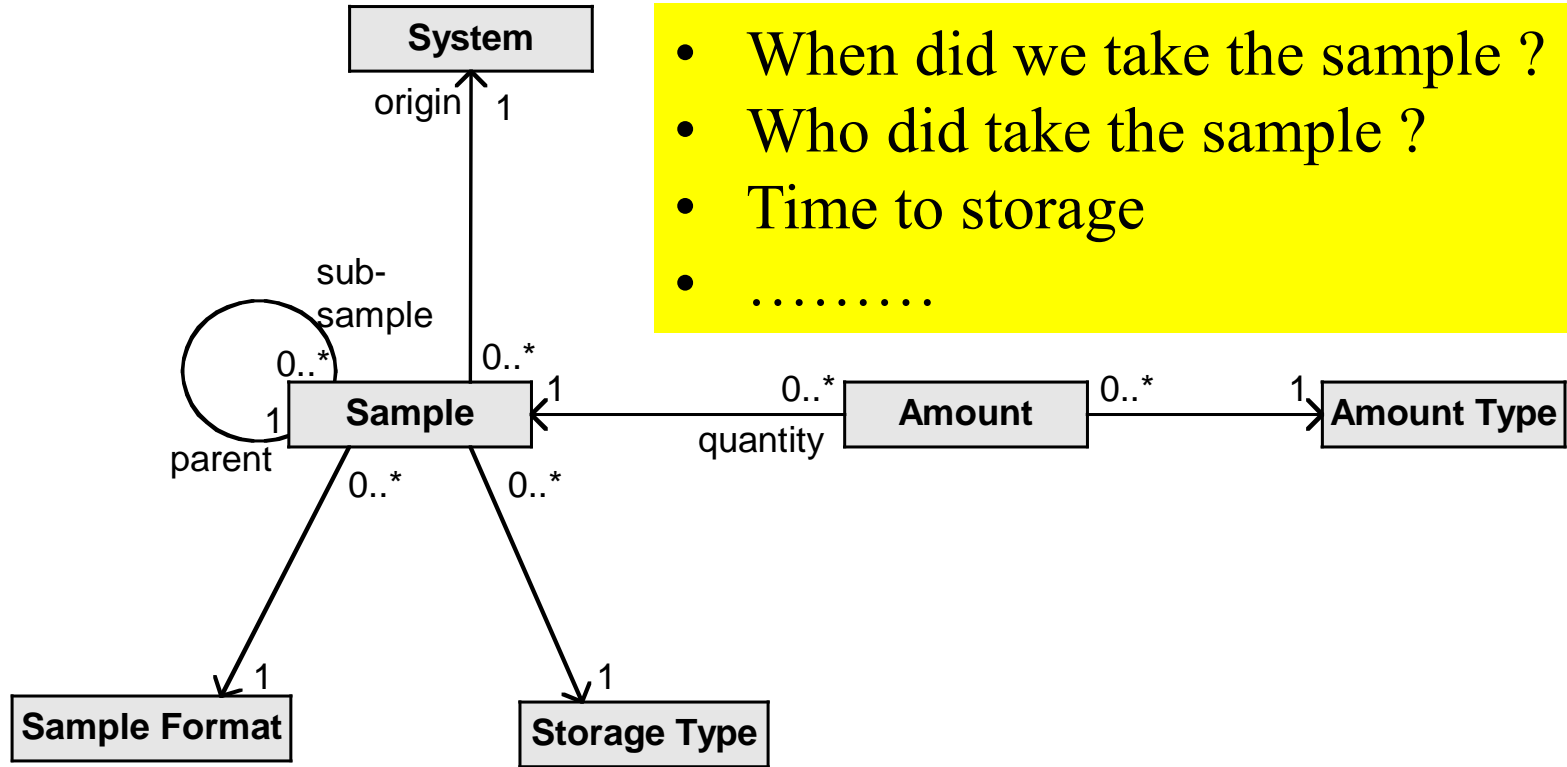 System
origin
1
• When did we take the sample ?
• Who did take the sample ?
• Time to storage
• ………
sub-
sample
0..*
0..*
1
parent
Sample
1
quantity
0..*
Amount
0..*
1
Amount Type
0..*
0..*
1
1
Sample Format
Storage Type